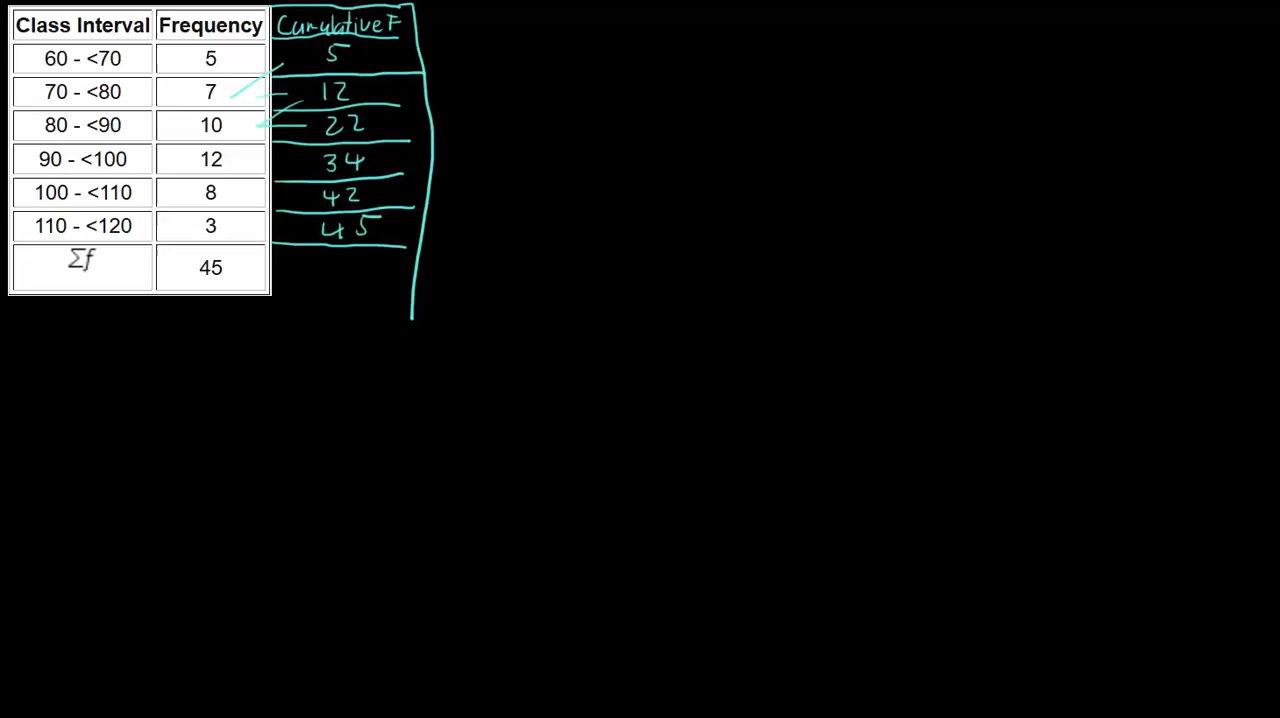 Class Interval Frequency Cumulative F
60 - <70 5 5
70 - <80 7 12
80 - <90 10 22
90 - <100 12 34
100 - <110 8 42
110 - <120 3 45
Σf 45